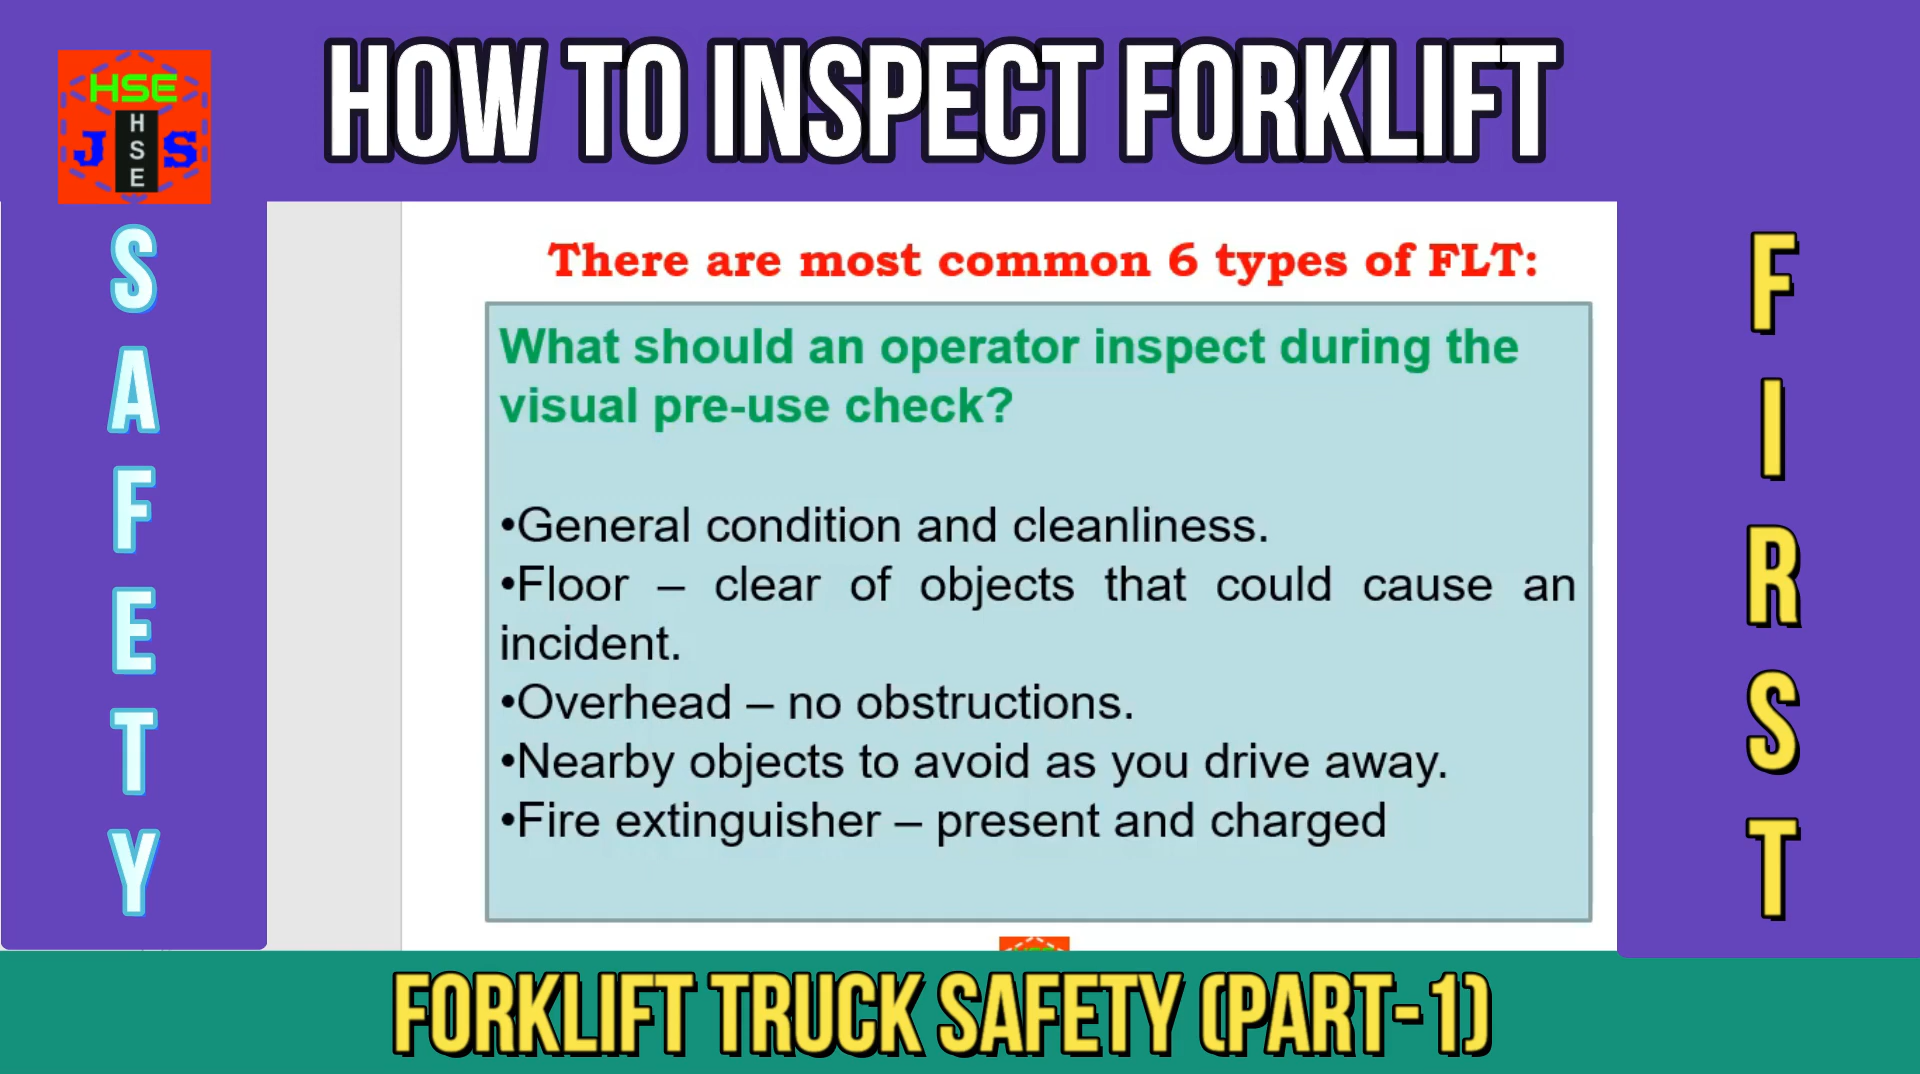 HOW TO INSPECT FORKLIFT
HSE
J S
HSE
SAFETY
FIRST
There are most common 6 types of FLT:
What should an operator inspect during the
visual pre-use check?
•General condition and cleanliness.
•Floor – clear of objects that could cause an
incident.
•Overhead – no obstructions.
•Nearby objects to avoid as you drive away.
•Fire extinguisher – present and charged
FORKLIFT TRUCK SAFETY (PART-1)